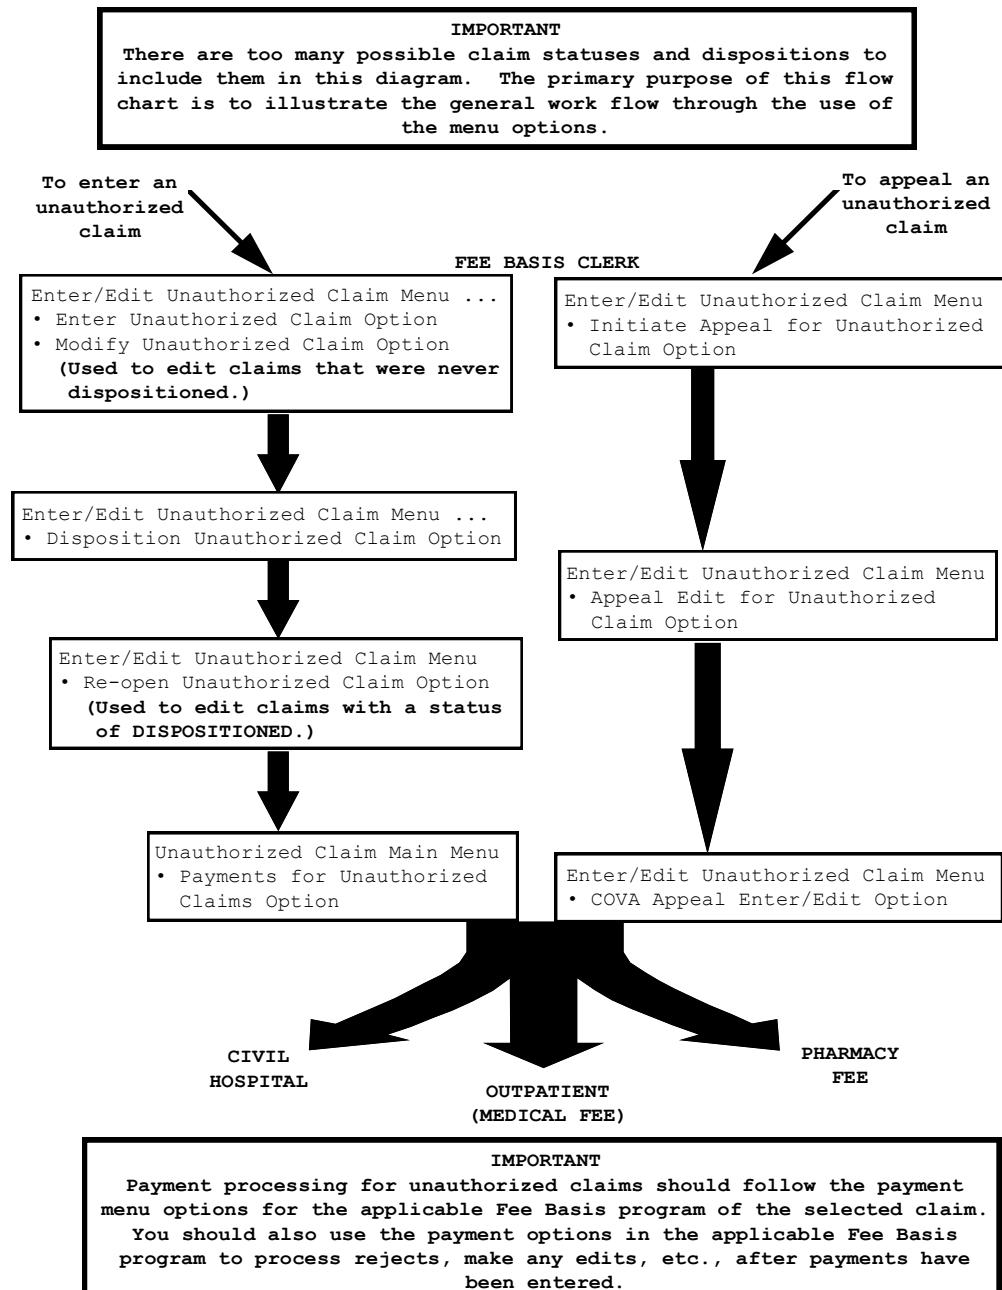 IMPORTANT
There are too many possible claim statuses and dispositions to
include them in this diagram.  The primary purpose of this flow
chart is to illustrate the general work flow through the use of
the menu options.
To enter an
unauthorized
claim
To appeal an
unauthorized
claim
FEE BASIS CLERK
Enter/Edit Unauthorized Claim Menu ...
• Enter Unauthorized Claim Option
• Modify Unauthorized Claim Option
(Used to edit claims that were never
dispositioned.)
Enter/Edit Unauthorized Claim Menu
• Initiate Appeal for Unauthorized
Claim Option
Enter/Edit Unauthorized Claim Menu ...
• Disposition Unauthorized Claim Option
Enter/Edit Unauthorized Claim Menu
• Appeal Edit for Unauthorized
Claim Option
Enter/Edit Unauthorized Claim Menu
• Re-open Unauthorized Claim Option
(Used to edit claims with a status
of DISPOSITIONED.)
Unauthorized Claim Main Menu
• Payments for Unauthorized
Claims Option
Enter/Edit Unauthorized Claim Menu
• COVA Appeal Enter/Edit Option
CIVIL
HOSPITAL
OUTPATIENT
(MEDICAL FEE)
PHARMACY
FEE
IMPORTANT
Payment processing for unauthorized claims should follow the payment
menu options for the applicable Fee Basis program of the selected claim.
You should also use the payment options in the applicable Fee Basis
program to process rejects, make any edits, etc., after payments have
been entered.